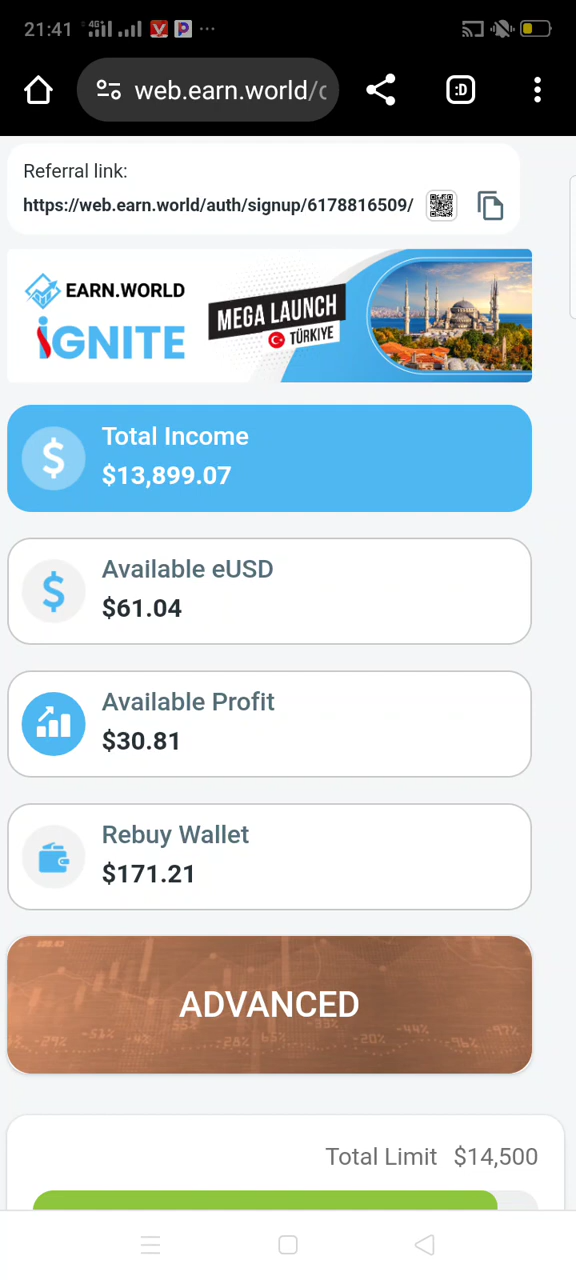 21:41
4G
web.earn.world/
Referral link:
https://web.earn.world/auth/signup/6178816509/
EARN.WORLD
iGNITE
MEGA LAUNCH
TÜRKIYE
Total Income
$13,899.07
Available eUSD
$61.04
Available Profit
$30.81
Rebuy Wallet
$171.21
ADVANCED
Total Limit $14,500